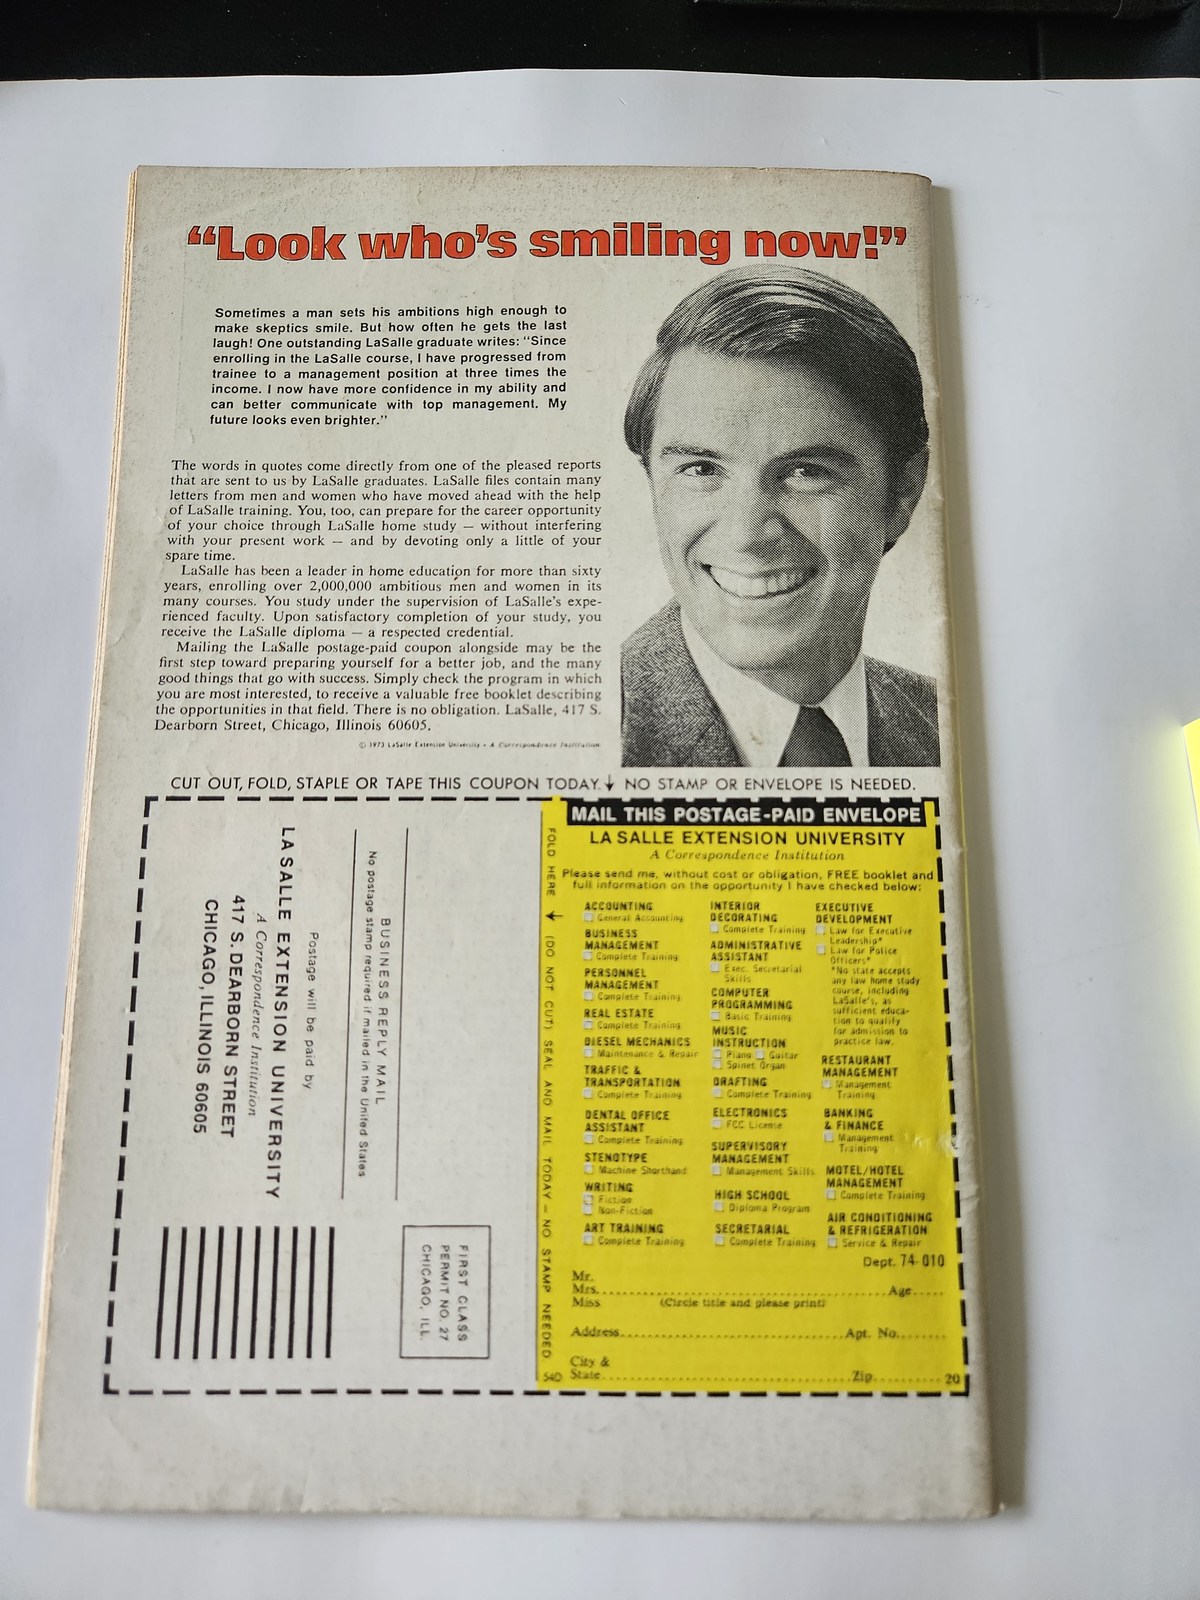 “Look who’s smiling now!”
Sometimes a man sets his ambitions high enough to
make skeptics smile. But how often he gets the last
laugh! One outstanding LaSalle graduate writes: “Since
enrolling in the LaSalle course, I have progressed from
trainee to a management position at three times the
income. I now have more confidence in my ability and
can better communicate with top management. My
future looks even brighter.”
The words in quotes come directly from one of the pleased reports
that are sent to us by LaSalle graduates. LaSalle files contain many
letters from men and women who have moved ahead with the help
of LaSalle training. You, too, can prepare for the career opportunity
of your choice through LaSalle home study — without interfering
with your present work — and by devoting only a little of your
spare time.
LaSalle has been a leader in home education for more than sixty
years, enrolling over 2,000,000 ambitious men and women in its
many courses. You study under the supervision of LaSalle's expe-
rienced faculty. Upon satisfactory completion of your study, you
receive the LaSalle diploma — a respected credential.
Mailing the LaSalle postage-paid coupon alongside may be the
first step toward preparing yourself for a better job, and the many
good things that go with success. Simply check the program in which
you are most interested, to receive a valuable free booklet describing
the opportunities in that field. There is no obligation. LaSalle, 417 S.
Dearborn Street, Chicago, Illinois 60605.
© 1973 LaSalle Extension University • A Correspondence Institution
CUT OUT, FOLD, STAPLE OR TAPE THIS COUPON TODAY. ↓ NO STAMP OR ENVELOPE IS NEEDED.
FIRST CLASS
PERMIT NO. 27
CHICAGO, ILL.
BUSINESS REPLY MAIL
No postage stamp required if mailed in the United States
Postage will be paid by
LA SALLE EXTENSION UNIVERSITY
A Correspondence Institution
417 S. DEARBORN STREET
CHICAGO, ILLINOIS 60605
FOLD HERE → (DO NOT CUT) SEAL AND MAIL TODAY — NO STAMP NEEDED
MAIL THIS POSTAGE-PAID ENVELOPE
LA SALLE EXTENSION UNIVERSITY
A Correspondence Institution
Please send me, without cost or obligation, FREE booklet and
full information on the opportunity I have checked below:
ACCOUNTING
General Accounting
BUSINESS
MANAGEMENT
Complete Training
PERSONNEL
MANAGEMENT
Complete Training
REAL ESTATE
Complete Training
DIESEL MECHANICS
Maintenance & Repair
TRAFFIC &
TRANSPORTATION
Complete Training
DENTAL OFFICE
ASSISTANT
Complete Training
STENOTYPE
Machine Shorthand
WRITING
Fiction
Non-Fiction
ART TRAINING
Complete Training
INTERIOR
DECORATING
Complete Training
ADMINISTRATIVE
ASSISTANT
Exec. Secretarial
Skills
COMPUTER
PROGRAMMING
Basic Training
MUSIC
INSTRUCTION
Piano Guitar
Spinet Organ
DRAFTING
Complete Training
ELECTRONICS
FCC License
SUPERVISORY
MANAGEMENT
Management Skills
HIGH SCHOOL
Diploma Program
SECRETARIAL
Complete Training
EXECUTIVE
DEVELOPMENT
Law for Executive
Leadership*
Law for Police
Officers*
*No state accepts
any law home study
course, including
LaSalle's, as
sufficient educa-
tion to qualify
for admission to
practice law.
RESTAURANT
MANAGEMENT
Management
Training
BANKING
& FINANCE
Management
Training
MOTEL/HOTEL
MANAGEMENT
Complete Training
AIR CONDITIONING
& REFRIGERATION
Service & Repair
Dept. 74-010
Mr.
Mrs. Age
Miss (Circle title and please print)
Address Apt. No.
City &
State Zip 20
540